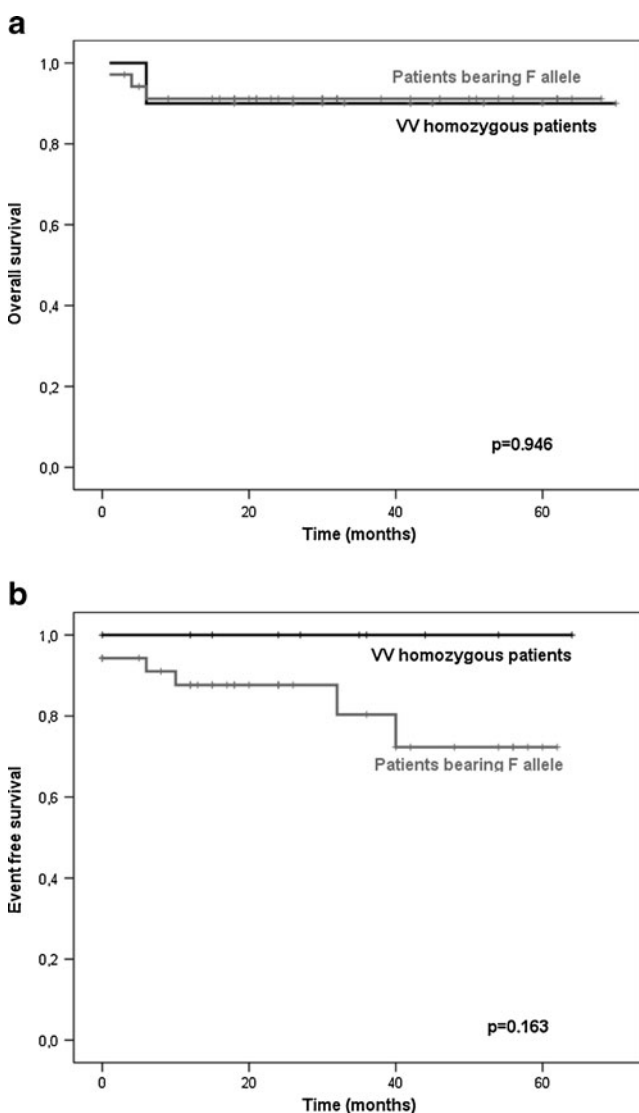 a
1,0
Patients bearing F allele
VV homozygous patients
0,8
0,6
Overall survival
0,4
0,2
p=0.946
0,0
0 20 40 60
Time (months)
b
1,0
VV homozygous patients
0,8
Patients bearing F allele
0,6
Event free survival
0,4
0,2
p=0.163
0,0
0 20 40 60
Time (months)